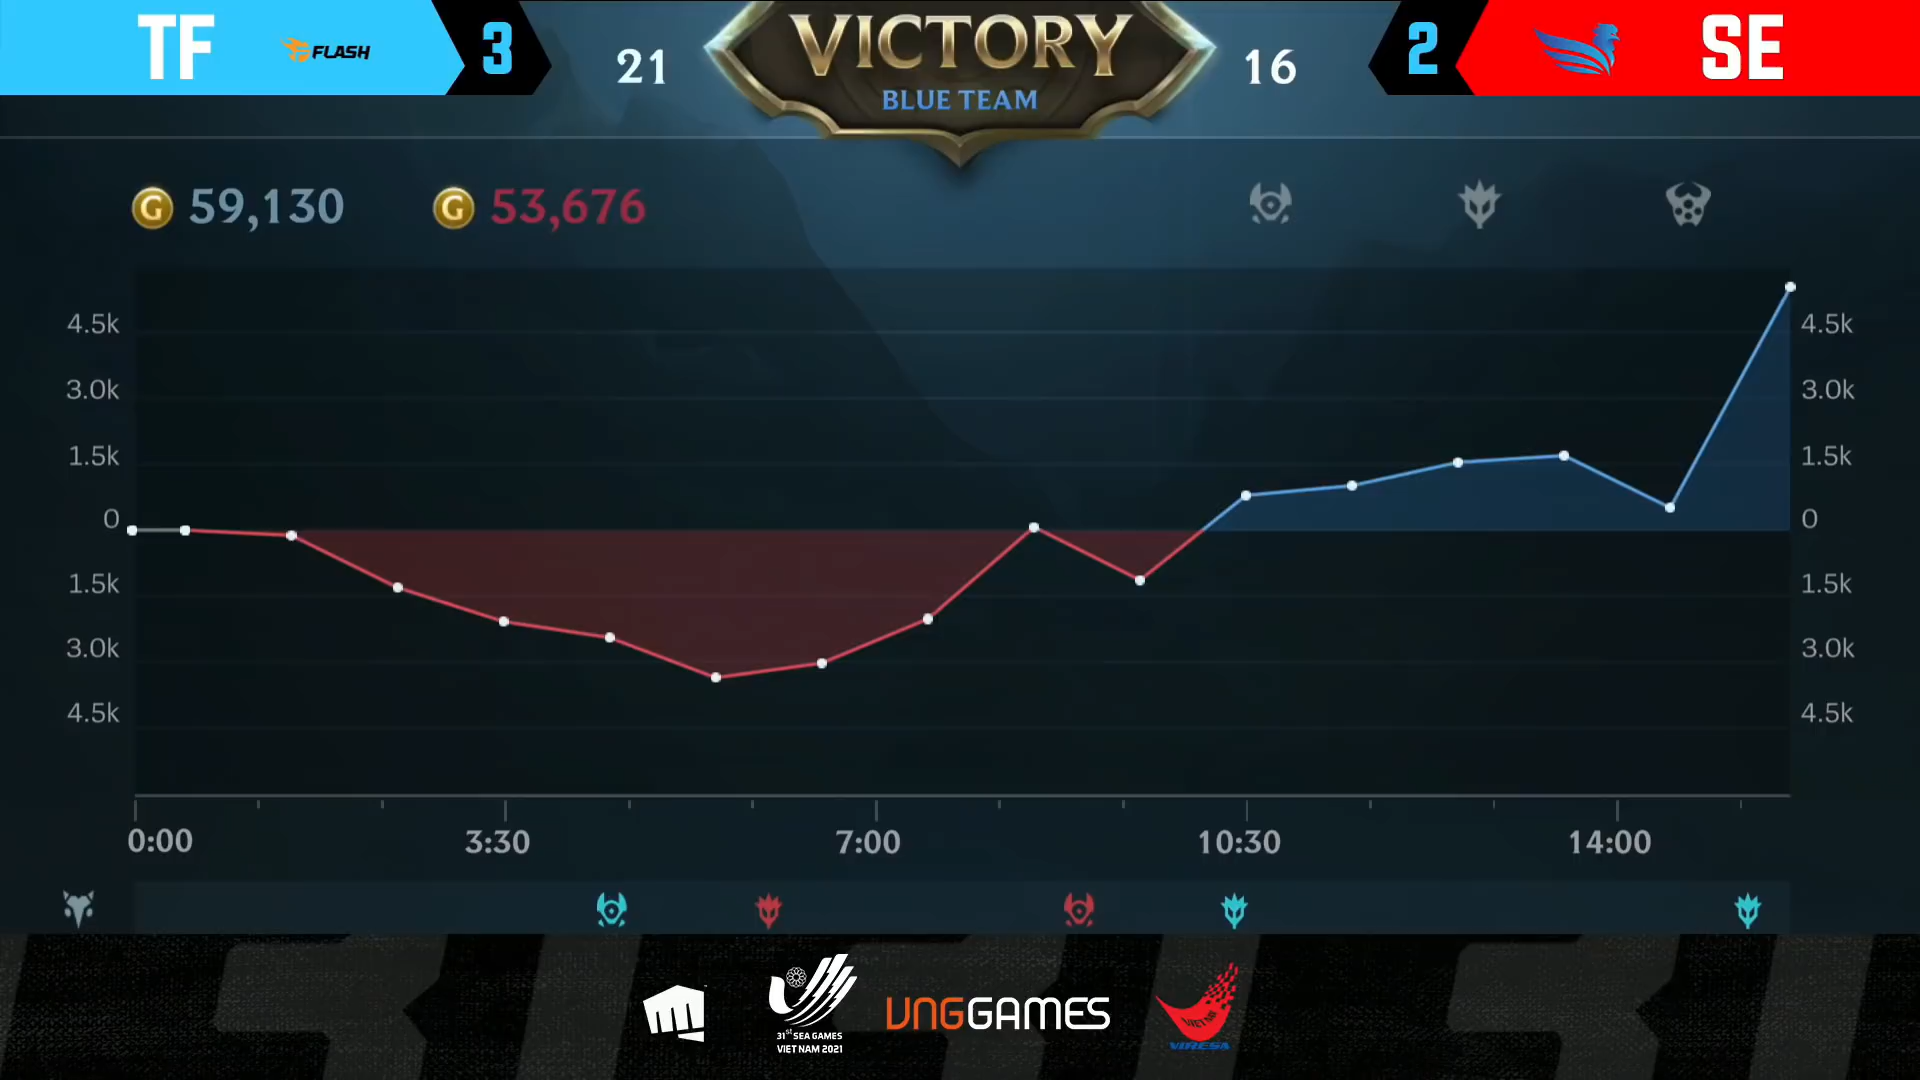 TF FLASH 3 21 VICTORY 16 2 SE
BLUE TEAM
G 59,130 G 53,676
4.5k 4.5k
3.0k 3.0k
1.5k 1.5k
0 0
1.5k 1.5k
3.0k 3.0k
4.5k 4.5k
0:00 3:30 7:00 10:30 14:00
VNGGAMES
31st SEA GAMES
VIET NAM 2021
VIRESA